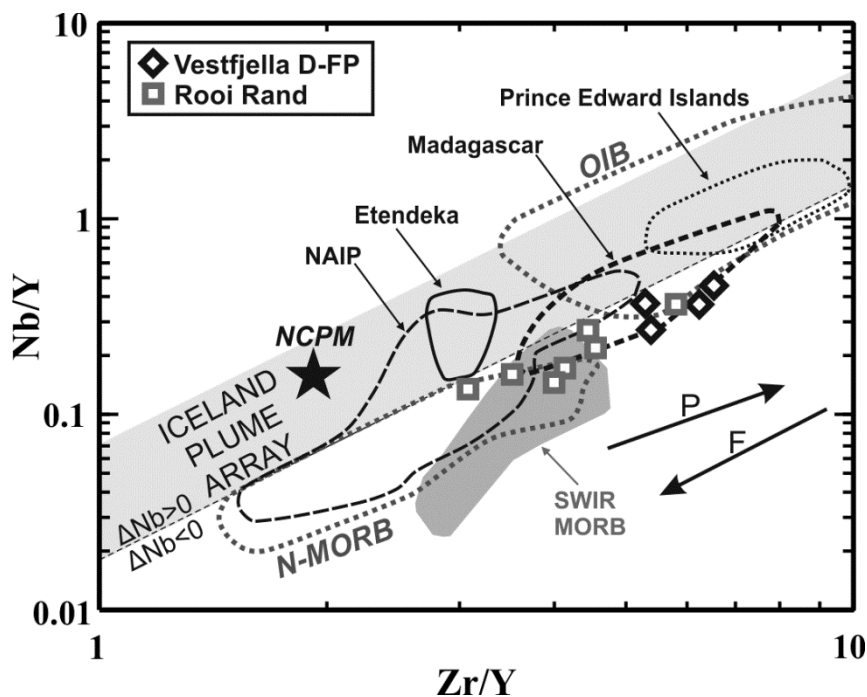 10
Vestfjella D-FP
Rooi Rand
Prince Edward Islands
Madagascar
OIB
Etendeka
NAIP
1
NCPM
Nb/Y
0.1
ICELAND
PLUME
ARRAY
P
F
ΔNb>0
ΔNb<0
SWIR
MORB
N-MORB
0.01
1
10
Zr/Y